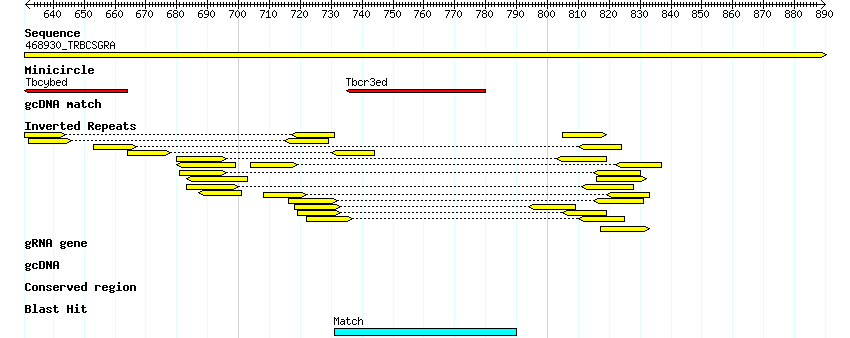 640 650 660 670 680 690 700 710 720 730 740 750 760 770 780 790 800 810 820 830 840 850 860 870 880 890
Sequence
468930_TRBCSGRA
Minicircle
Tbcybed Tbcr3ed
gcDNA match
Inverted Repeats
gRNA gene
gcDNA
Conserved region
Blast Hit
Match